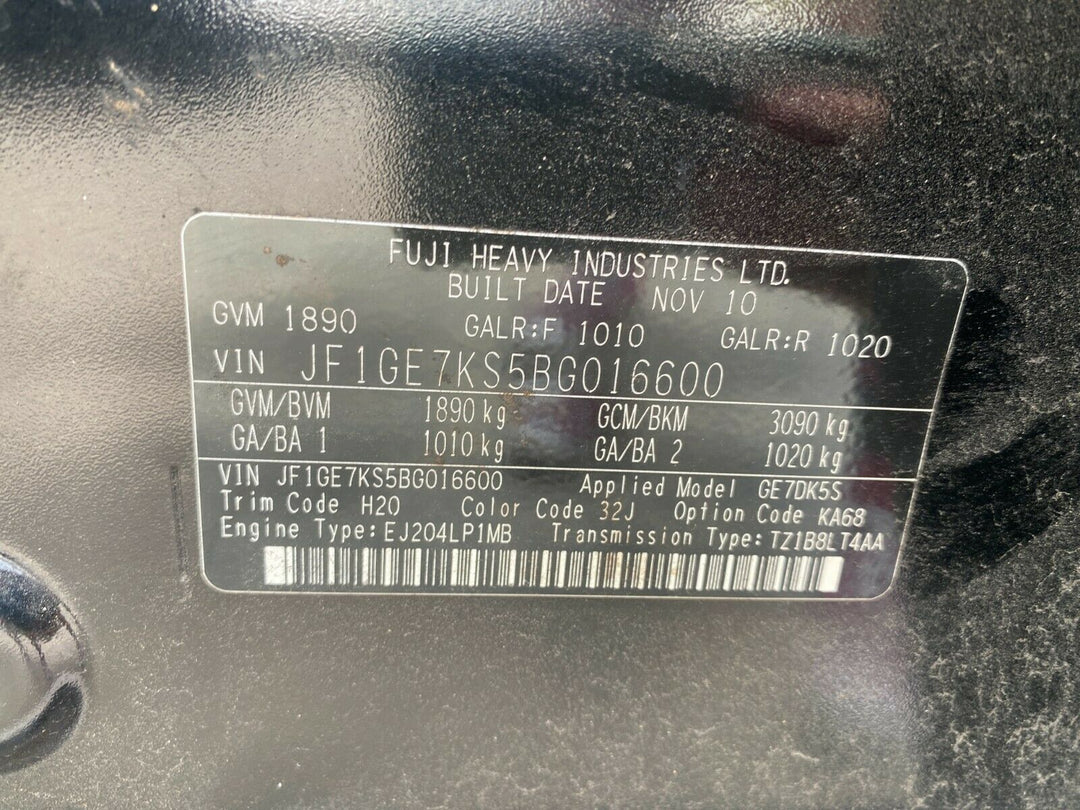 FUJI HEAVY INDUSTRIES LTD.
BUILT DATE NOV 10
GVM 1890 GALR:F 1010 GALR:R 1020
VIN JF1GE7KS5BG016600
GVM/BVM 1890 kg GCM/BKM 3090 kg
GA/BA 1 1010 kg GA/BA 2 1020 kg
VIN JF1GE7KS5BG016600 Applied Model GE7DK5S
Trim Code H20 Color Code 32J Option Code KA68
Engine Type:EJ204LP1MB Transmission Type:TZ1B8LT4AA